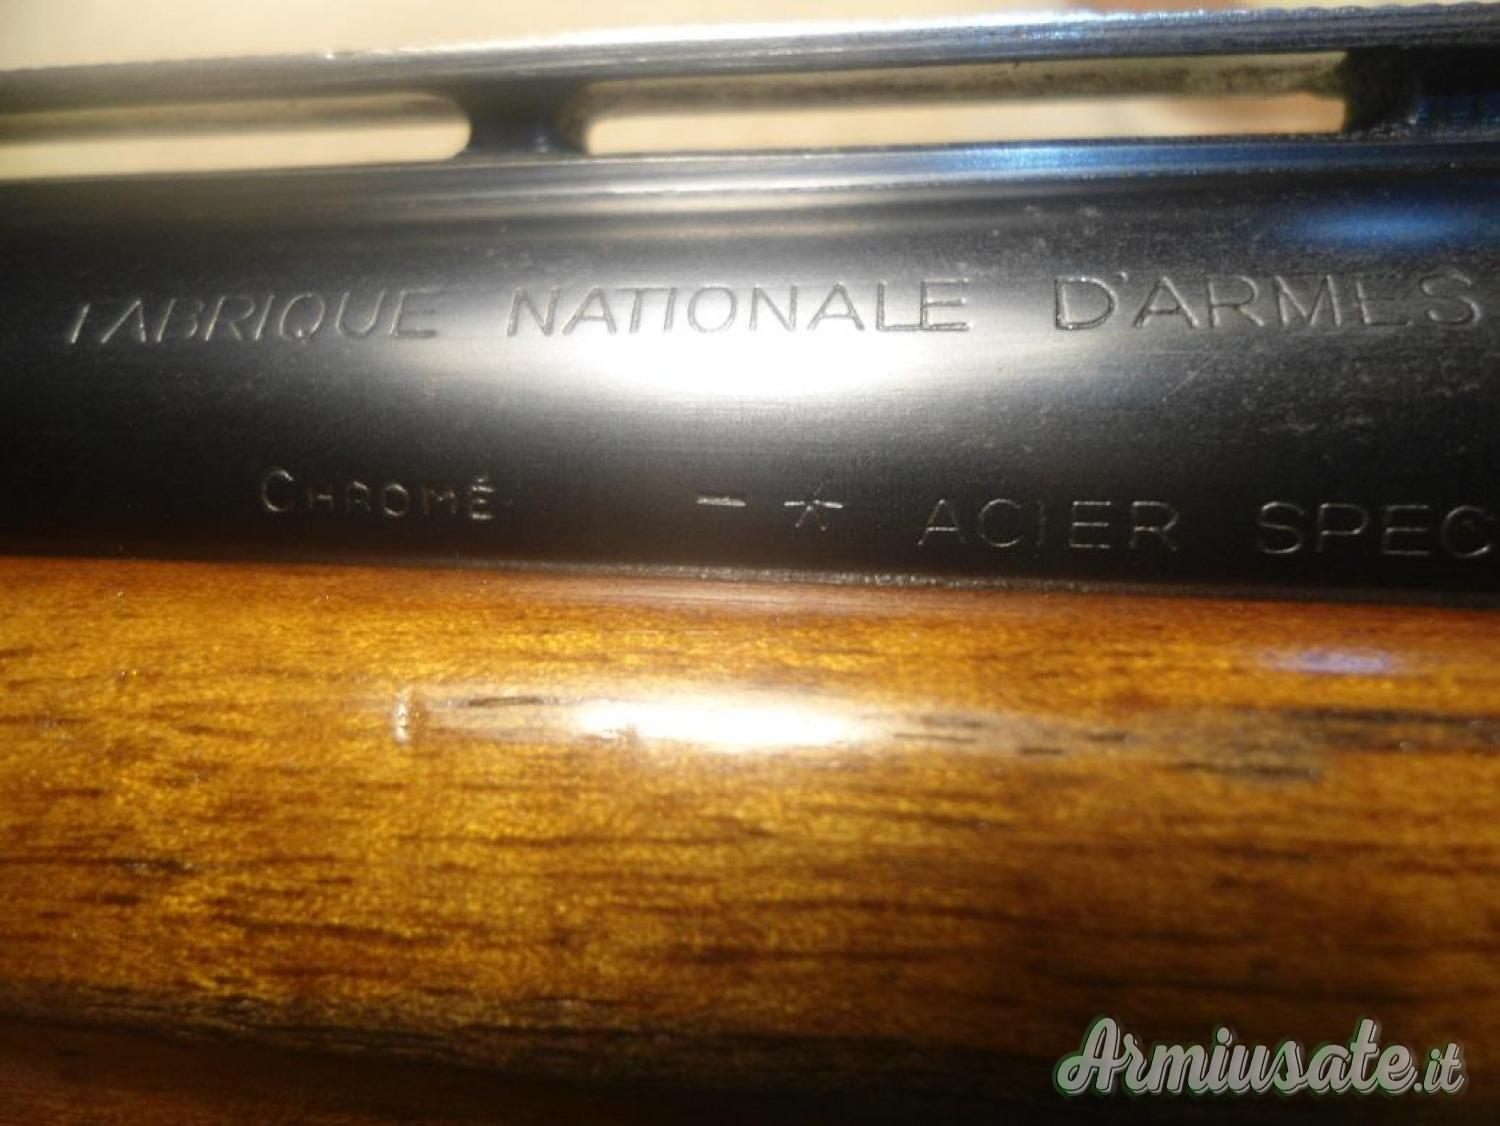 FABRIQUE NATIONALE D'ARMES
CHROMÉ - * ACIER SPEC
Armiusate.it